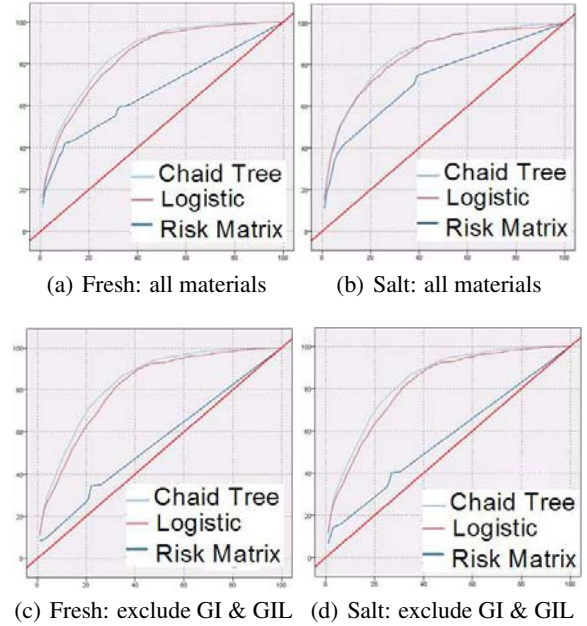 100
80
60
40
20
0
0 20 40 60 80 100
Chaid Tree
Logistic
Risk Matrix
(a) Fresh: all materials
100
80
60
40
20
0
0 20 40 60 80 100
Chaid Tree
Logistic
Risk Matrix
(b) Salt: all materials
100
80
60
40
20
0
0 20 40 60 80 100
Chaid Tree
Logistic
Risk Matrix
(c) Fresh: exclude GI & GIL
100
80
60
40
20
0
0 20 40 60 80 100
Chaid Tree
Logistic
Risk Matrix
(d) Salt: exclude GI & GIL